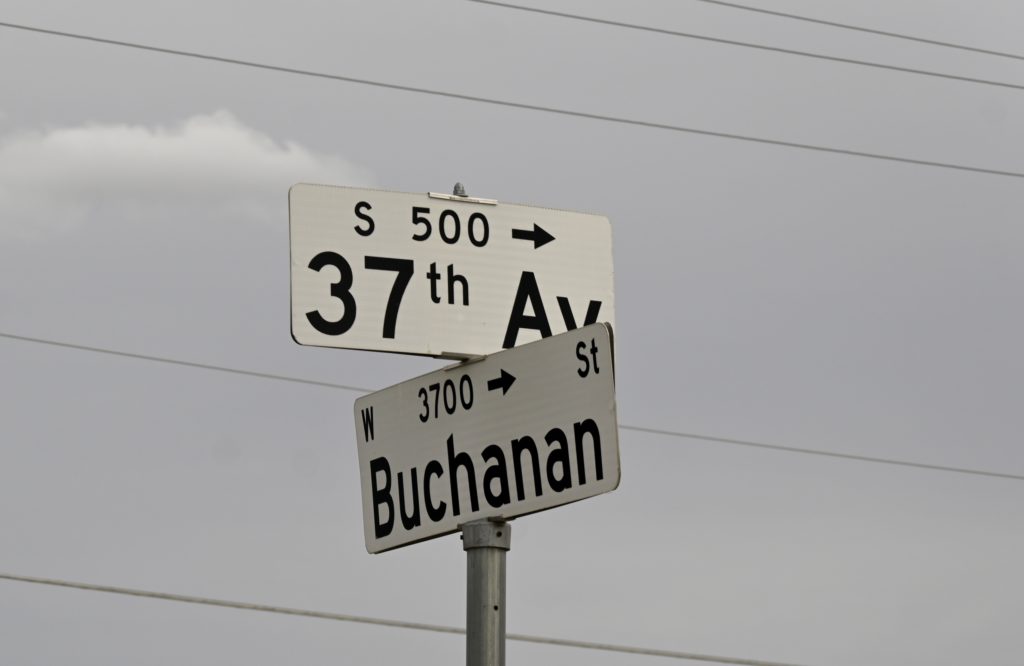 S 500 →
37th Av
St
W 3700 →
Buchanan